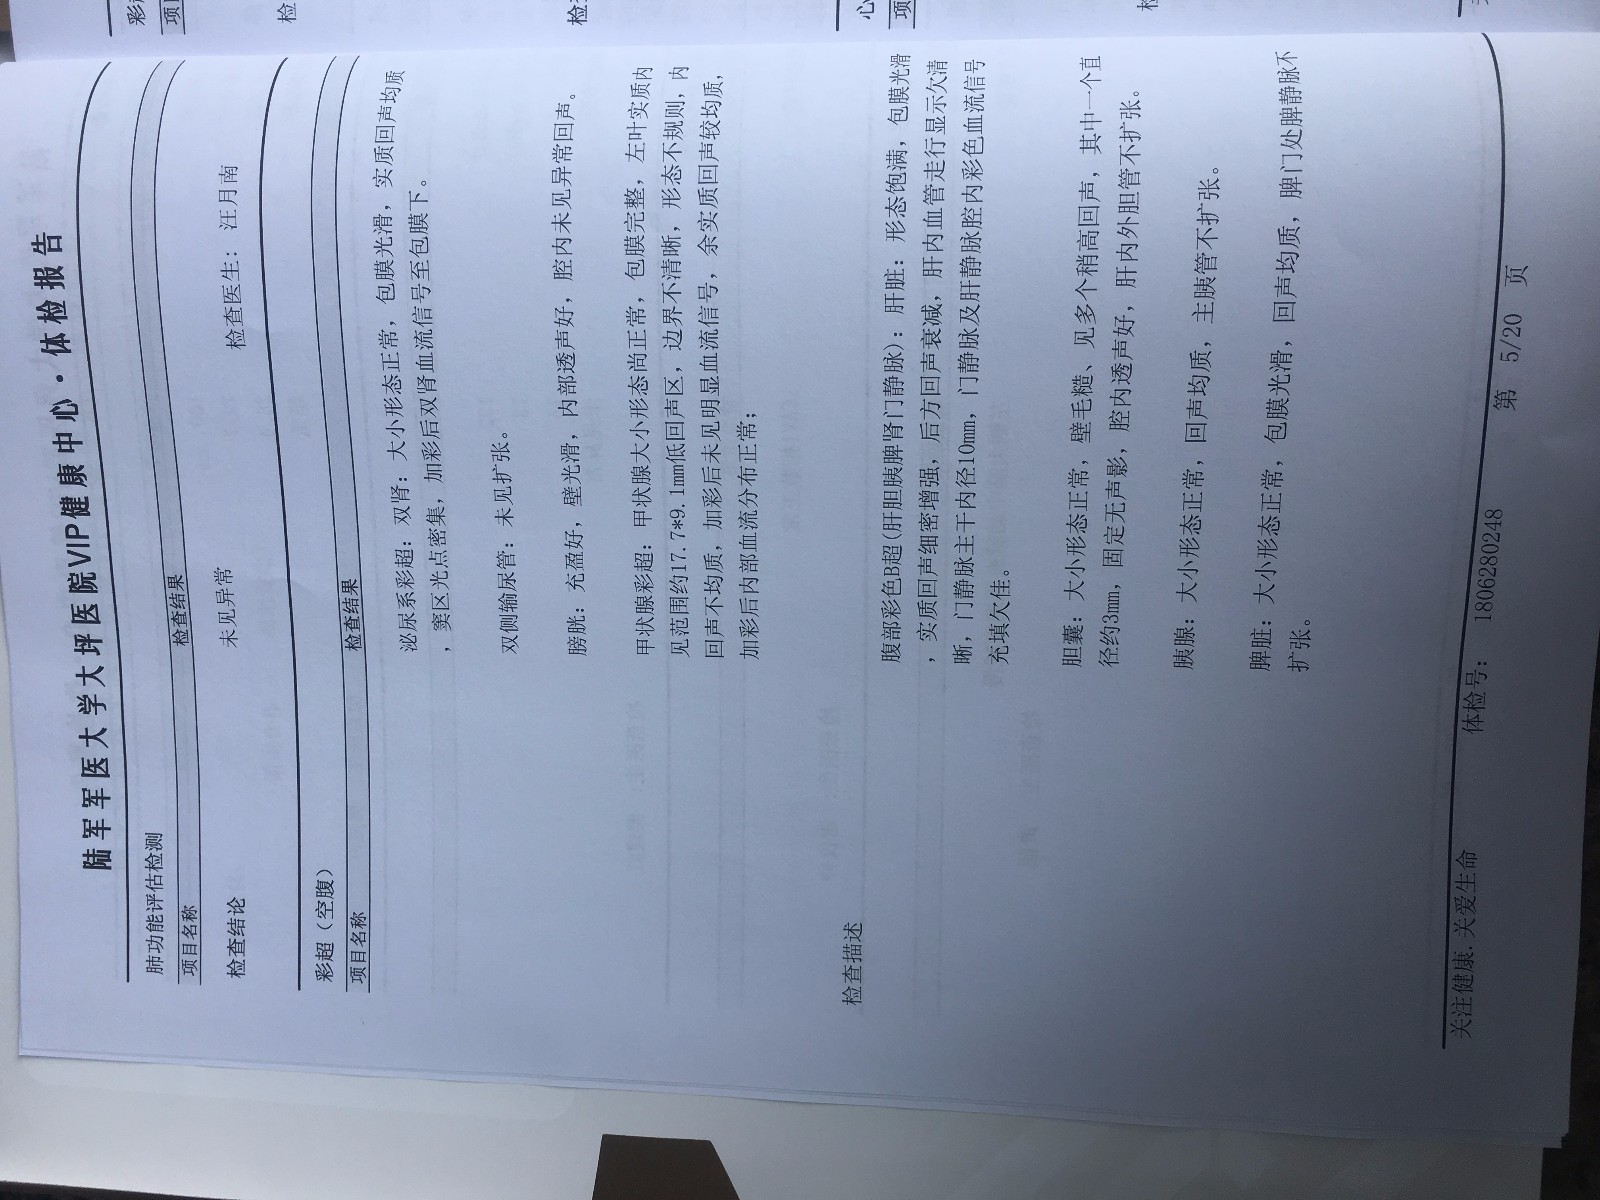 陆军军医大学大坪医院VIP健康中心·体检报告
肺功能评估检测
项目名称 检查结果
检查结论 未见异常
检查医生: 汪月南
彩超（空腹）
项目名称 检查结果
检查描述
泌尿系彩超：双肾：大小形态正常，包膜光滑，实质回声均质
，窦区光点密集，加彩后双肾血流信号至包膜下。
双侧输尿管：未见扩张。
膀胱：充盈好，壁光滑，内部透声好，腔内未见异常回声。
甲状腺彩超：甲状腺大小形态尚正常，包膜完整，左叶实质内
见范围约17.7*9.1mm低回声区，边界不清晰，形态不规则，内
回声不均质，加彩后未见明显血流信号，余实质回声较均质，
加彩后内部血流分布正常；
腹部彩色B超(肝胆胰脾肾门静脉)：肝脏：形态饱满，包膜光滑
，实质回声细密增强，后方回声衰减，肝内血管走行显示欠清
晰，门静脉主干内径10mm，门静脉及肝静脉腔内彩色血流信号
充填欠佳。
胆囊：大小形态正常，壁毛糙、见多个稍高回声，其中一个直
径约3mm，固定无声影，腔内透声好，肝内外胆管不扩张。
胰腺：大小形态正常，回声均质，主胰管不扩张。
脾脏：大小形态正常，包膜光滑，回声均质，脾门处脾静脉不
扩张。
关注健康.关爱生命 体检号: 1806280248 第 5/20 页